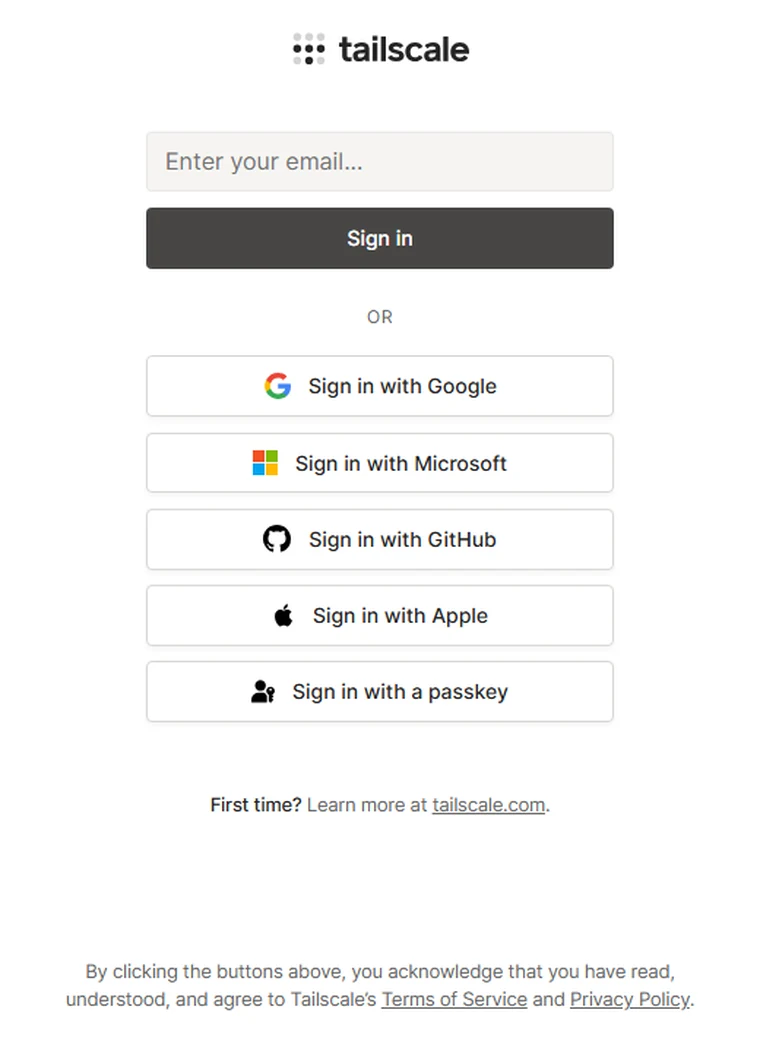 tailscale
Enter your email...
Sign in
OR
Sign in with Google
Sign in with Microsoft
Sign in with GitHub
Sign in with Apple
Sign in with a passkey
First time? Learn more at tailscale.com.
By clicking the buttons above, you acknowledge that you have read,
understood, and agree to Tailscale’s Terms of Service and Privacy Policy.